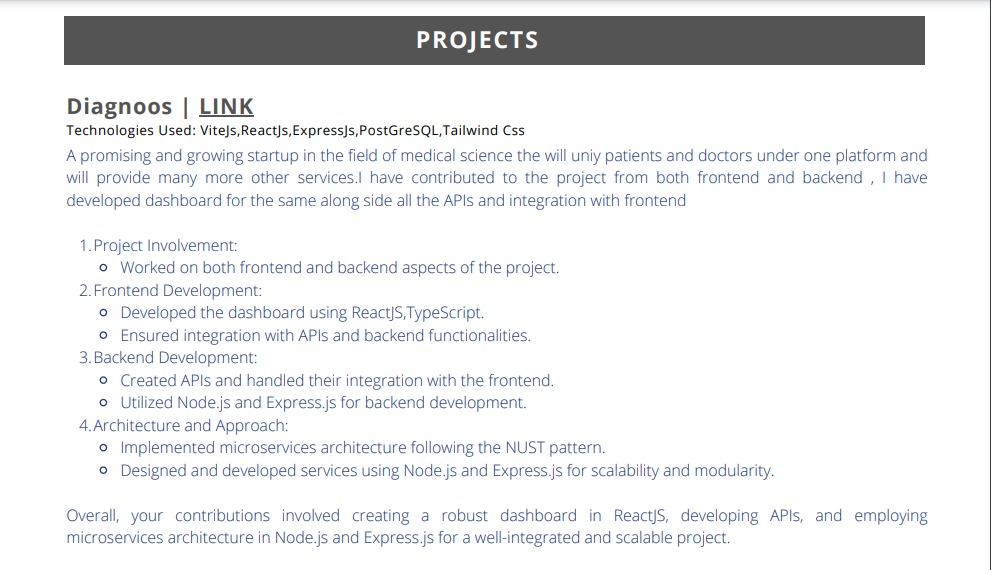 PROJECTS
Diagnoos | LINK
Technologies Used: ViteJs,ReactJs,ExpressJs,PostGreSQL,Tailwind Css
A promising and growing startup in the field of medical science the will uniy patients and doctors under one platform and
will provide many more other services.I have contributed to the project from both frontend and backend , I have
developed dashboard for the same along side all the APIs and integration with frontend
1. Project Involvement:
Worked on both frontend and backend aspects of the project.
2. Frontend Development:
Developed the dashboard using ReactJS,TypeScript.
Ensured integration with APIs and backend functionalities.
3. Backend Development:
Created APIs and handled their integration with the frontend.
Utilized Node.js and Express.js for backend development.
4. Architecture and Approach:
Implemented microservices architecture following the NUST pattern.
Designed and developed services using Node.js and Express.js for scalability and modularity.
Overall, your contributions involved creating a robust dashboard in ReactJS, developing APIs, and employing
microservices architecture in Node.js and Express.js for a well-integrated and scalable project.